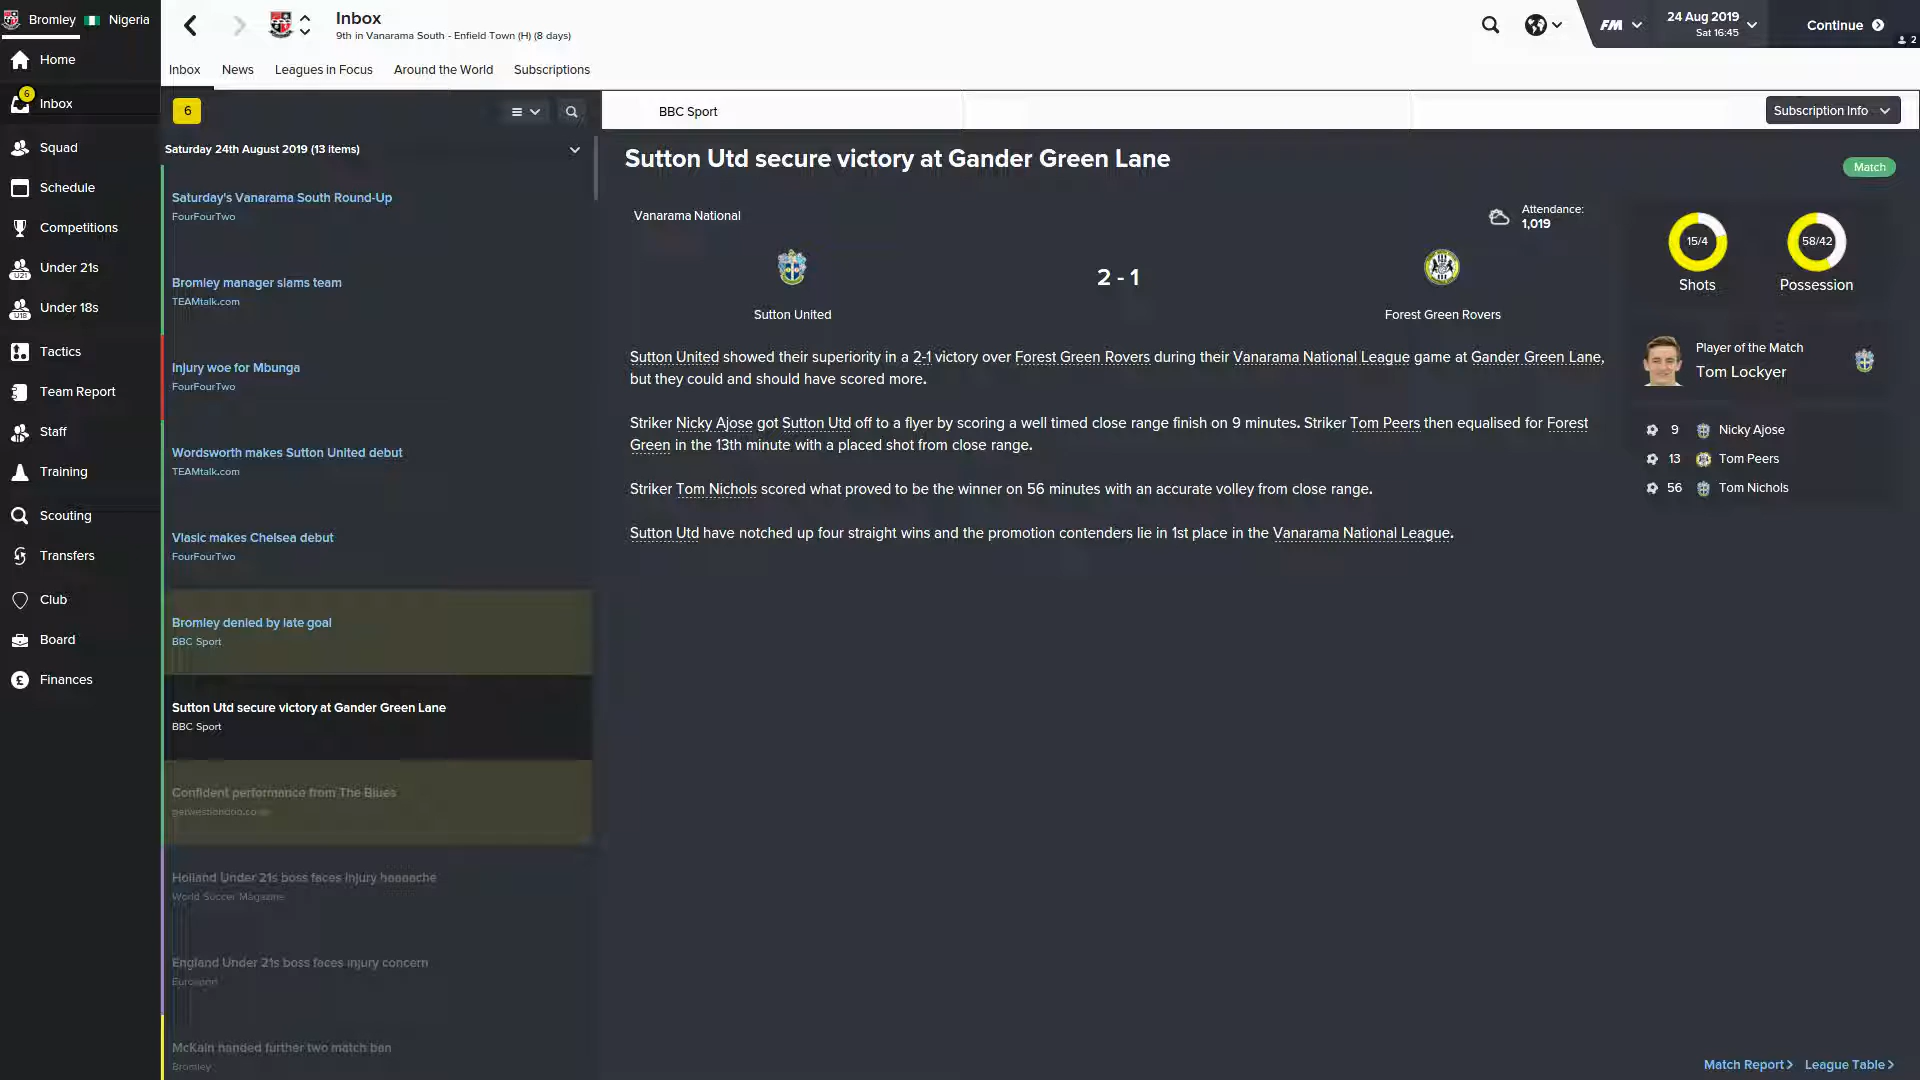 Bromley Nigeria
Home
6
Inbox
Squad
Schedule
Competitions
U21
Under 21s
U18
Under 18s
Tactics
Team Report
Staff
Training
Scouting
Transfers
Club
Board
Finances
Inbox
9th in Vanarama South - Enfield Town (H) (8 days)
FM
24 Aug 2019
Sat 16:45
Continue
2
Inbox News Leagues in Focus Around the World Subscriptions
6
Saturday 24th August 2019 (13 items)
Saturday's Vanarama South Round-Up
FourFourTwo
Bromley manager slams team
TEAMtalk.com
Injury woe for Mbunga
FourFourTwo
Wordsworth makes Sutton United debut
TEAMtalk.com
Vlasic makes Chelsea debut
FourFourTwo
Bromley denied by late goal
BBC Sport
Sutton Utd secure victory at Gander Green Lane
BBC Sport
Confident performance from The Blues
Holland Under 21s boss faces injury
World Soccer Magazine
England Under 21s boss faces injury concern
Eurosport
McKain handed further two match ban
Bromley
BBC Sport
Subscription Info
Sutton Utd secure victory at Gander Green Lane
Match
Vanarama National
Attendance:
1,019
2 - 1
Sutton United
Forest Green Rovers
Sutton United showed their superiority in a 2-1 victory over Forest Green Rovers during their Vanarama National League game at Gander Green Lane,
but they could and should have scored more.
Striker Nicky Ajose got Sutton Utd off to a flyer by scoring a well timed close range finish on 9 minutes. Striker Tom Peers then equalised for Forest
Green in the 13th minute with a placed shot from close range.
Striker Tom Nichols scored what proved to be the winner on 56 minutes with an accurate volley from close range.
Sutton Utd have notched up four straight wins and the promotion contenders lie in 1st place in the Vanarama National League.
15/4
Shots
58/42
Possession
Player of the Match
Tom Lockyer
9 Nicky Ajose
13 Tom Peers
56 Tom Nichols
Match Report
League Table